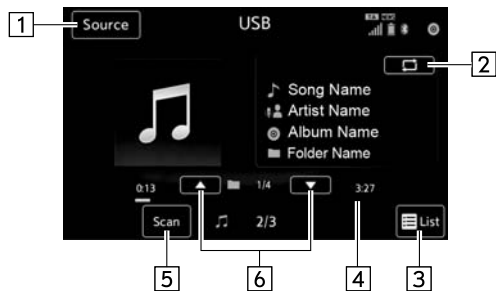 1
Source
USB
2
Song Name
Artist Name
Album Name
Folder Name
0:13
1/4
3:27
Scan
2/3
List
5
6
4
3